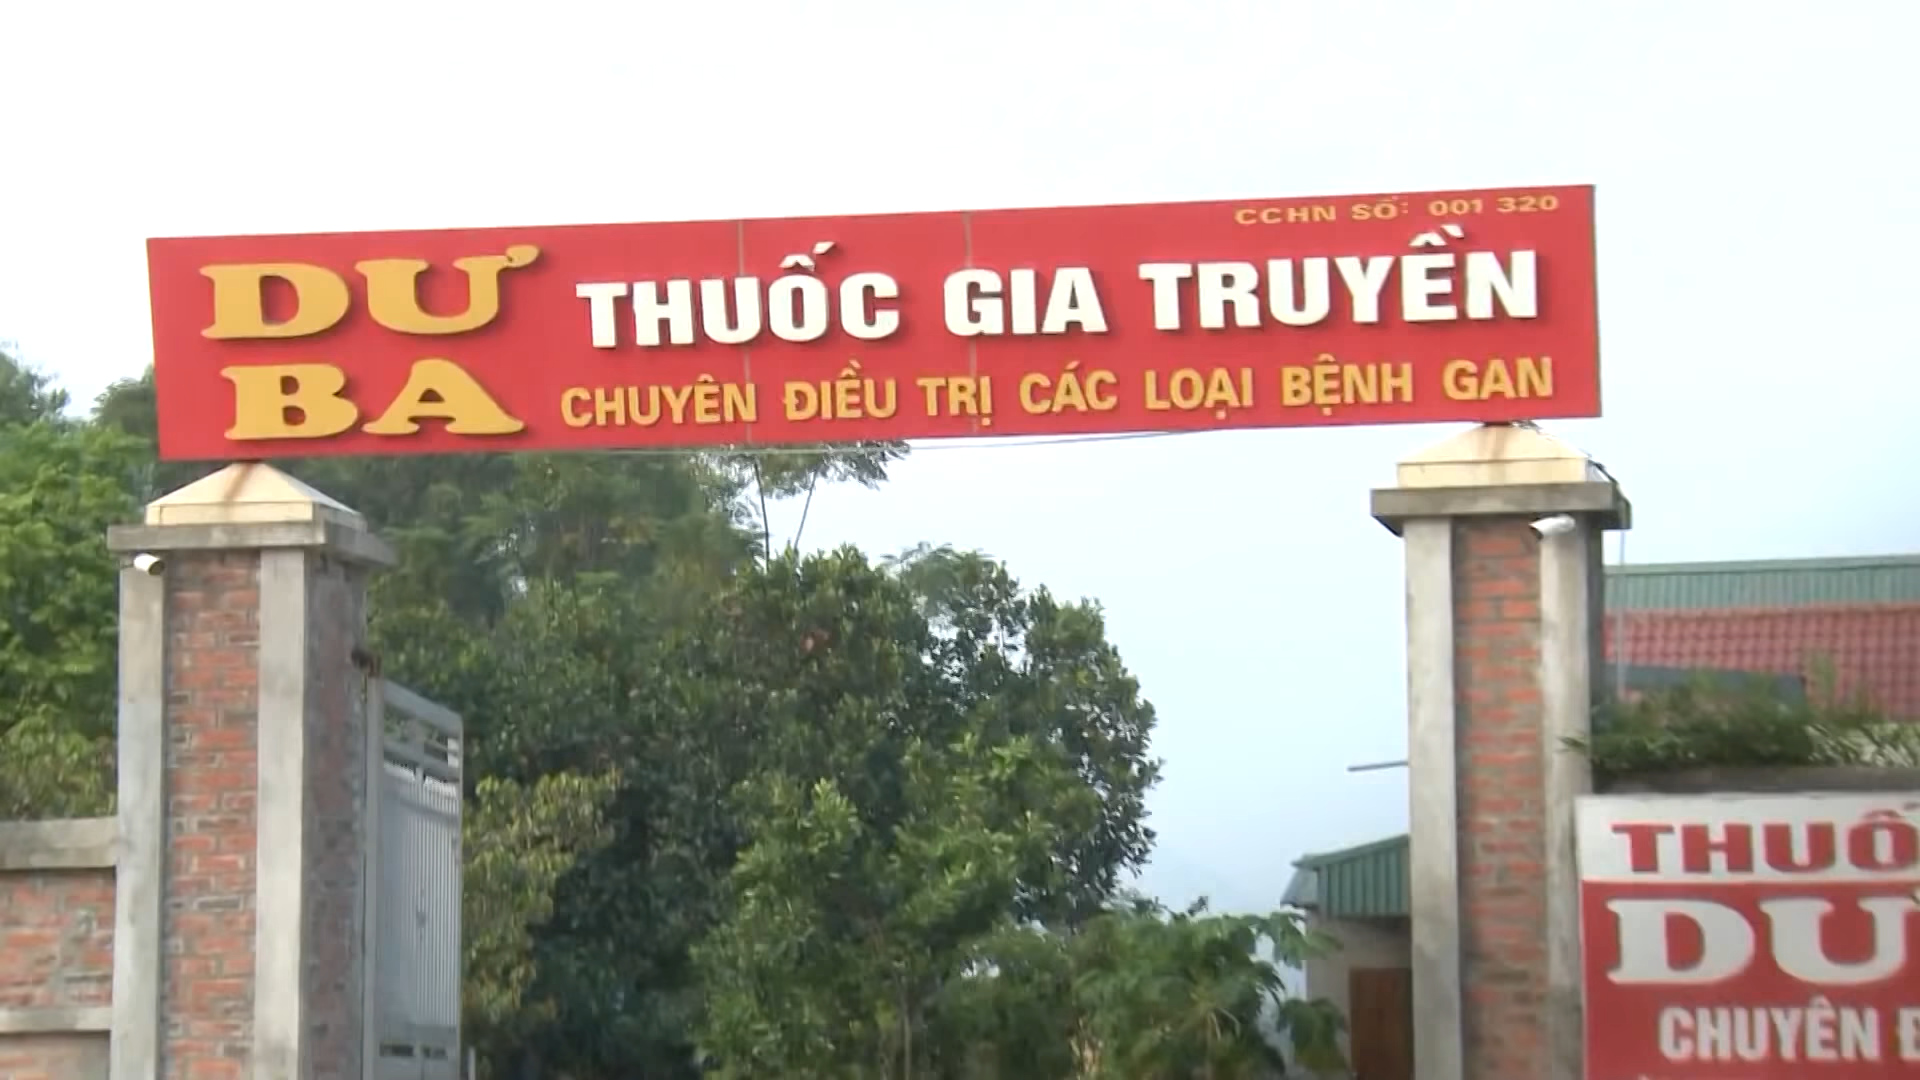 CCHN SỐ: 001 320
DƯ BA
THUỐC GIA TRUYỀN
CHUYÊN ĐIỀU TRỊ CÁC LOẠI BỆNH GAN
THUỐ
DƯ
CHUYÊN